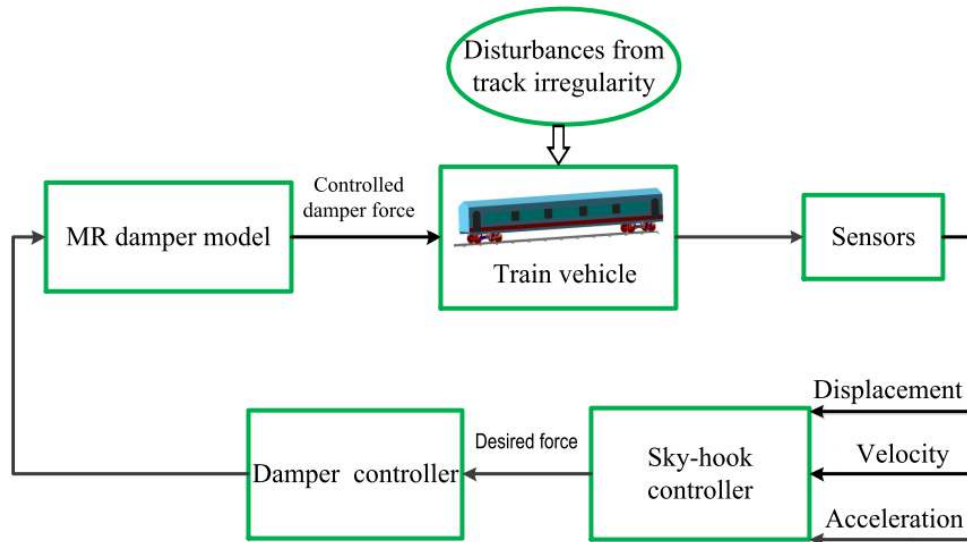 Disturbances from
track irregularity
Controlled
damper force
MR damper model
Train vehicle
Sensors
Displacement
Desired force
Damper controller
Sky-hook
controller
Velocity
Acceleration